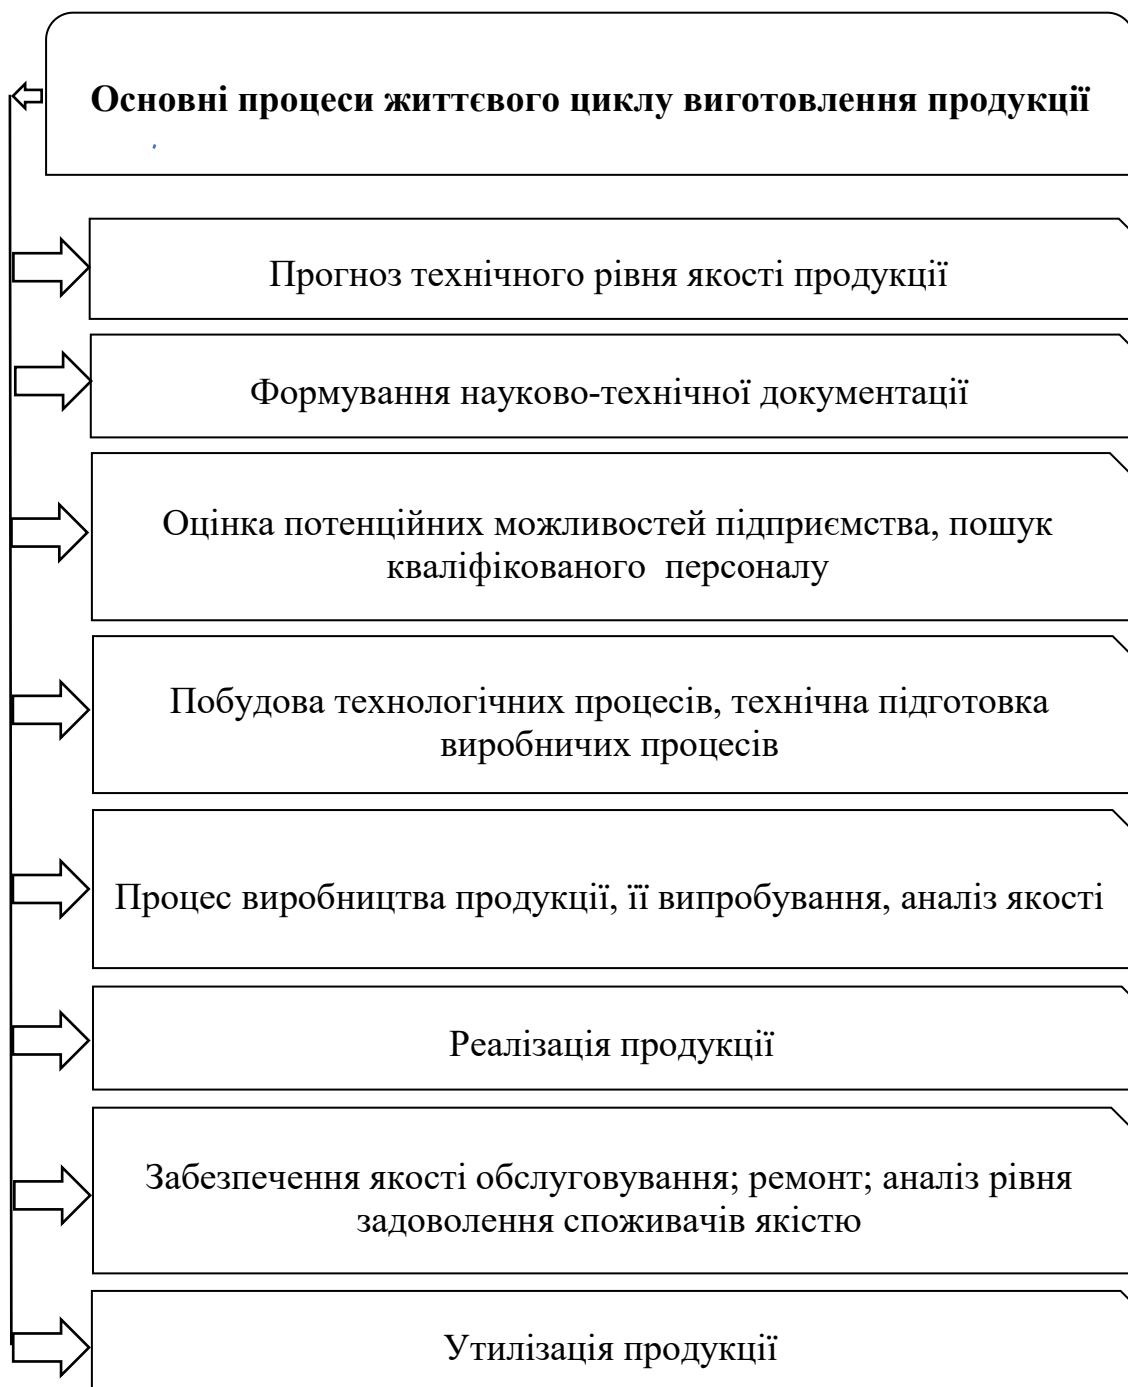 Основні процеси життєвого циклу виготовлення продукції
Прогноз технічного рівня якості продукції
Формування науково-технічної документації
Оцінка потенційних можливостей підприємства, пошук
кваліфікованого  персоналу
Побудова технологічних процесів, технічна підготовка
виробничих процесів
Процес виробництва продукції, її випробування, аналіз якості
Реалізація продукції
Забезпечення якості обслуговування; ремонт; аналіз рівня
задоволення споживачів якістю
Утилізація продукції